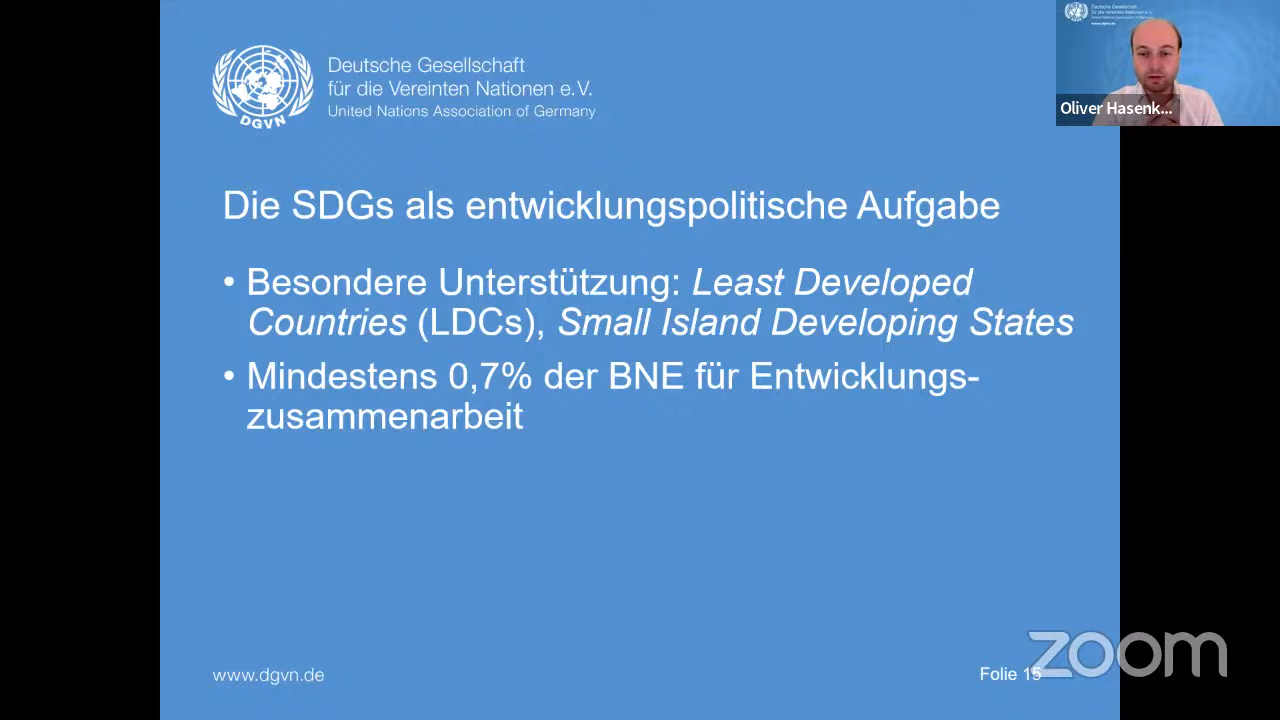 Deutsche Gesellschaft
für die Vereinten Nationen e.V.
United Nations Association of Germany
DGVN
Oliver Hasenk...
Die SDGs als entwicklungspolitische Aufgabe
• Besondere Unterstützung: Least Developed
Countries (LDCs), Small Island Developing States
• Mindestens 0,7% der BNE für Entwicklungs-
zusammenarbeit
www.dgvn.de
Folie 15
zoom